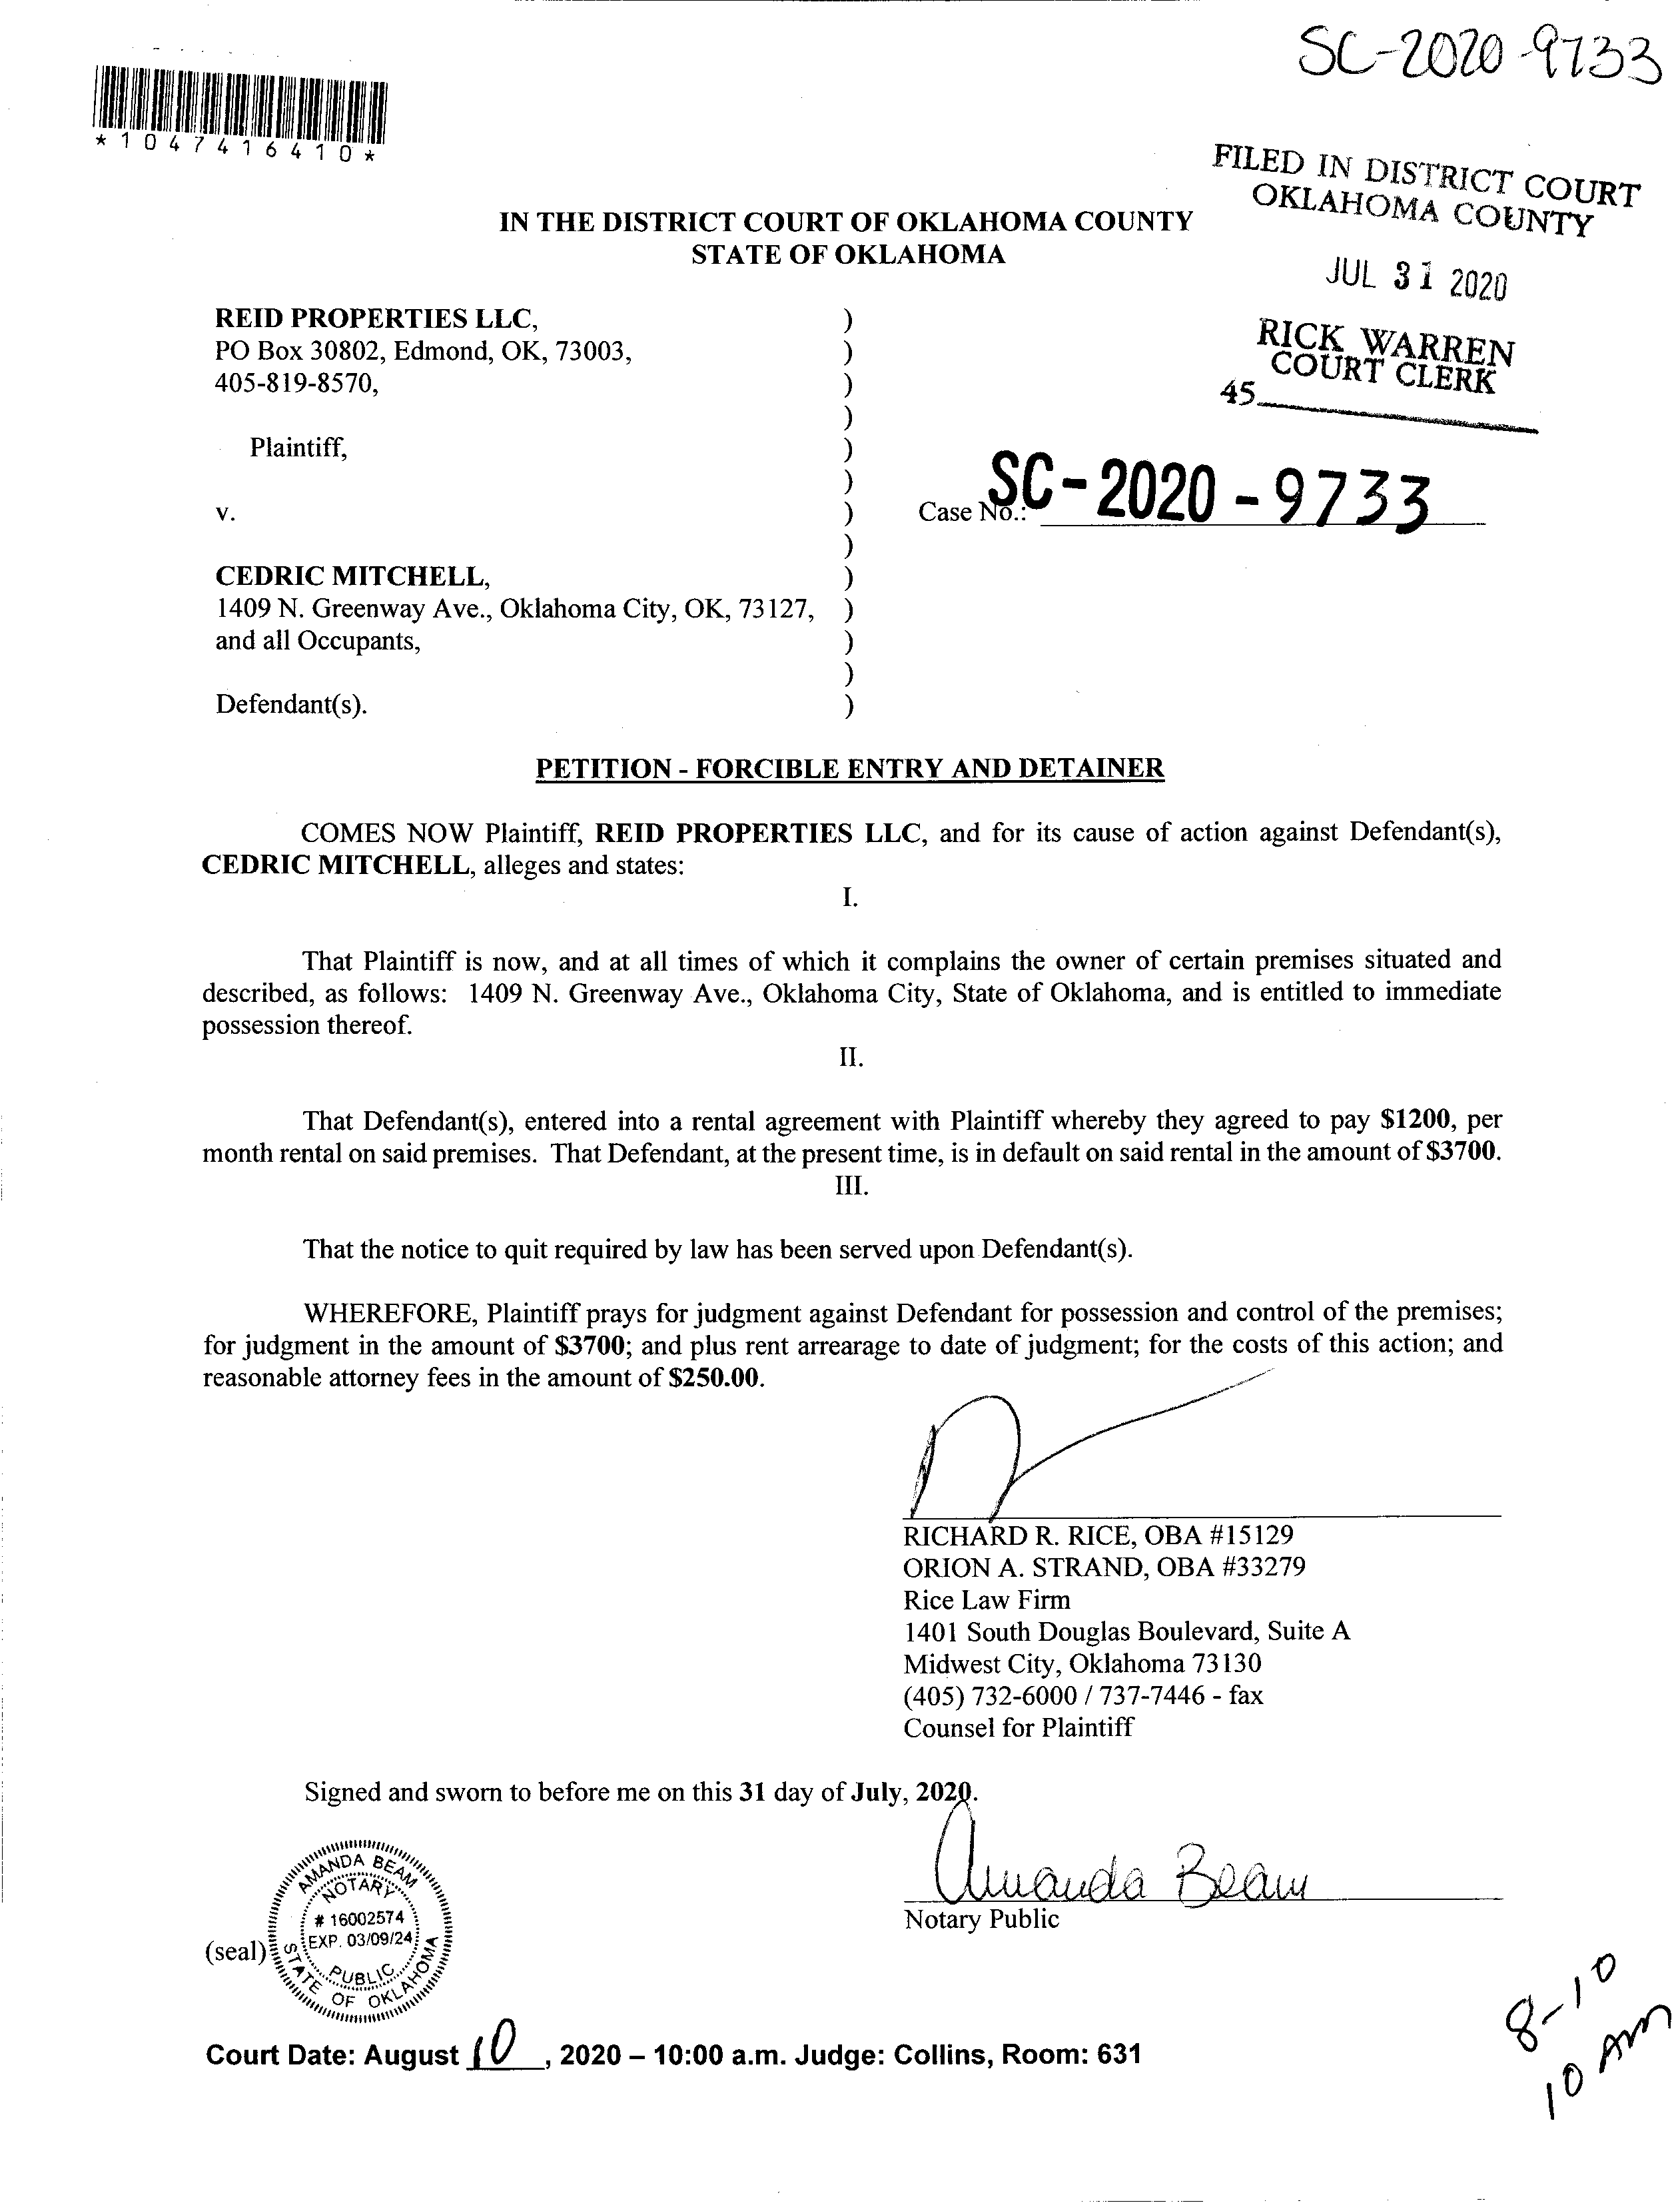 SC-2020-9733
*1047416410*
FILED IN DISTRICT COURT
OKLAHOMA COUNTY
JUL 31 2020
RICK WARREN
COURT CLERK
45
IN THE DISTRICT COURT OF OKLAHOMA COUNTY
STATE OF OKLAHOMA
REID PROPERTIES LLC, )
PO Box 30802, Edmond, OK, 73003, )
405-819-8570, )
)
Plaintiff, )
)
v. ) Case No.: SC-2020-9733
)
CEDRIC MITCHELL, )
1409 N. Greenway Ave., Oklahoma City, OK, 73127, )
and all Occupants, )
)
Defendant(s). )
PETITION - FORCIBLE ENTRY AND DETAINER
COMES NOW Plaintiff, REID PROPERTIES LLC, and for its cause of action against Defendant(s),
CEDRIC MITCHELL, alleges and states:
I.
That Plaintiff is now, and at all times of which it complains the owner of certain premises situated and
described, as follows: 1409 N. Greenway Ave., Oklahoma City, State of Oklahoma, and is entitled to immediate
possession thereof.
II.
That Defendant(s), entered into a rental agreement with Plaintiff whereby they agreed to pay $1200, per
month rental on said premises. That Defendant, at the present time, is in default on said rental in the amount of $3700.
III.
That the notice to quit required by law has been served upon Defendant(s).
WHEREFORE, Plaintiff prays for judgment against Defendant for possession and control of the premises;
for judgment in the amount of $3700; and plus rent arrearage to date of judgment; for the costs of this action; and
reasonable attorney fees in the amount of $250.00.
RICHARD R. RICE, OBA #15129
ORION A. STRAND, OBA #33279
Rice Law Firm
1401 South Douglas Boulevard, Suite A
Midwest City, Oklahoma 73130
(405) 732-6000 / 737-7446 - fax
Counsel for Plaintiff
Signed and sworn to before me on this 31 day of July, 2020.
Amanda Beam
Notary Public
(seal)
AMANDA BEAM
NOTARY
# 16002574
EXP. 03/09/24
PUBLIC
STATE OF OKLAHOMA
Court Date: August 10, 2020 – 10:00 a.m. Judge: Collins, Room: 631
8-10
10 AM